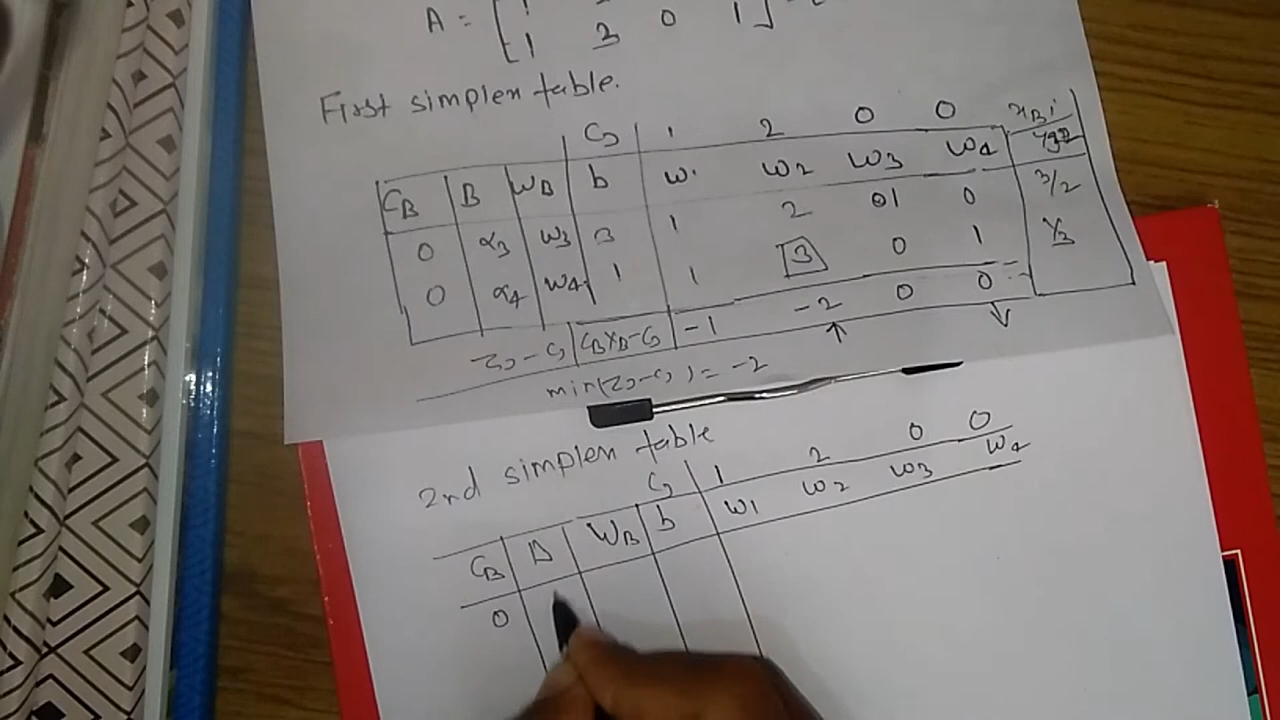 A = [ 1
1 3 0 1 ]
First simplex table.
Cj 1 2 0 0 xBi
CB B WB b w1 w2 w3 w4 yi2
0 α3 w3 3 1 2 01 0 3/2
0 α4 w4 1 1 3 0 1 1/3
zj-cj CBXB-Cj -1 -2 0 0
min(zj-cj) = -2
2nd simplex table
Cj 1 2 0 0
CB B WB b w1 w2 w3 w4
0